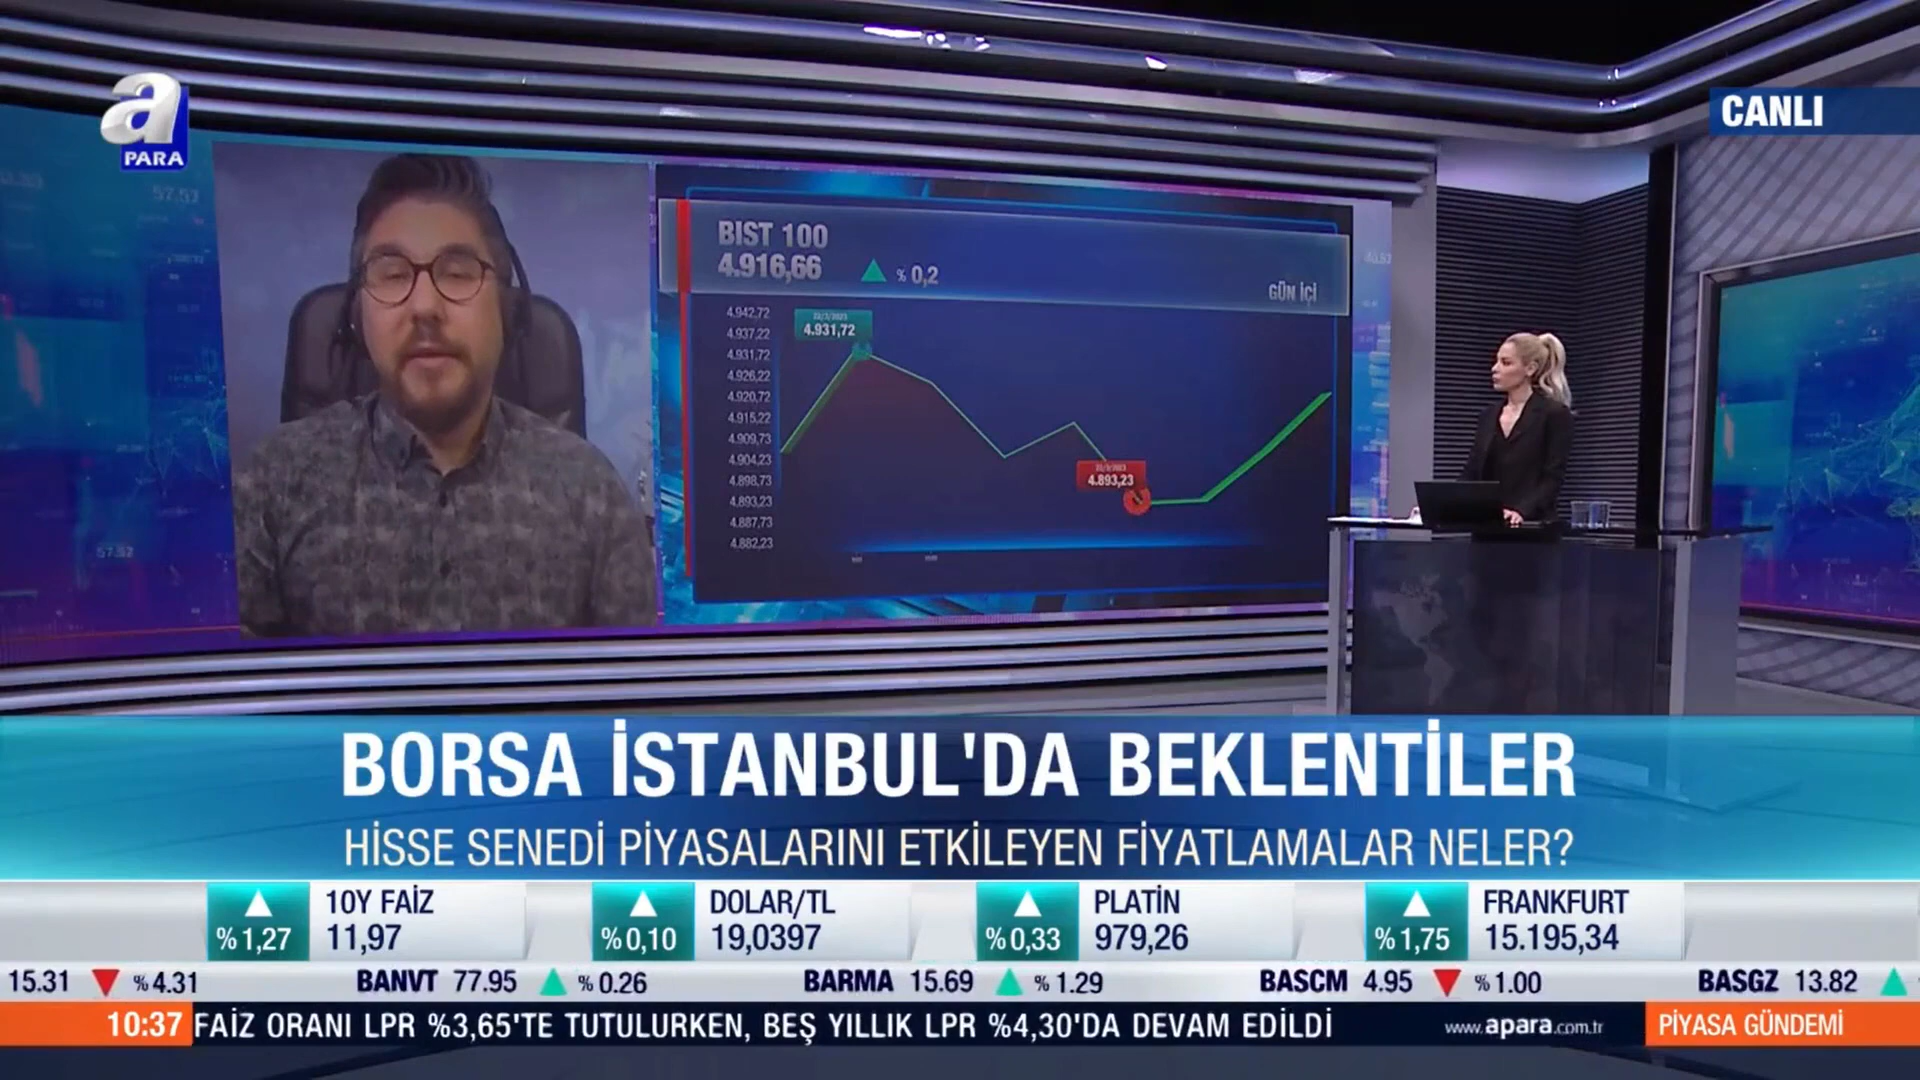 a
PARA
CANLI
BIST 100
4.916,66 % 0,2
GÜN İÇİ
4.942,72
4.937,22
4.931,72
4.926,22
4.920,72
4.915,22
4.909,73
4.904,23
4.898,73
4.893,23
4.887,73
4.882,23
4.931,72
4.893,23
57.57
BORSA İSTANBUL'DA BEKLENTİLER
HİSSE SENEDİ PİYASALARINI ETKİLEYEN FİYATLAMALAR NELER?
%1,27 10Y FAİZ 11,97
%0,10 DOLAR/TL 19,0397
%0,33 PLATİN 979,26
%1,75 FRANKFURT 15.195,34
15.31 %4.31 BANVT 77.95 %0.26 BARMA 15.69 %1.29 BASCM 4.95 %1.00 BASGZ 13.82
10:37 FAİZ ORANI LPR %3,65'TE TUTULURKEN, BEŞ YILLIK LPR %4,30'DA DEVAM EDİLDİ www.apara.com.tr PİYASA GÜNDEMİ